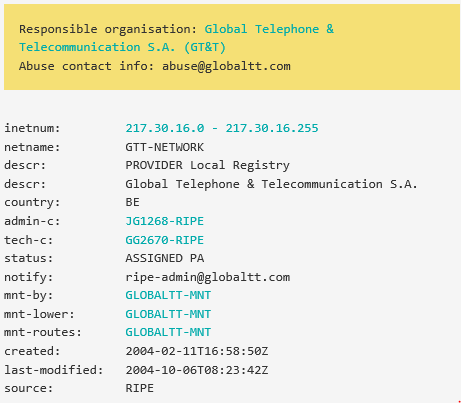 Responsible organisation: Global Telephone &
Telecommunication S.A. (GT&T)
Abuse contact info: abuse@globaltt.com
inetnum: 217.30.16.0 - 217.30.16.255
netname: GTT-NETWORK
descr: PROVIDER Local Registry
descr: Global Telephone & Telecommunication S.A.
country: BE
admin-c: JG1268-RIPE
tech-c: GG2670-RIPE
status: ASSIGNED PA
notify: ripe-admin@globaltt.com
mnt-by: GLOBALTT-MNT
mnt-lower: GLOBALTT-MNT
mnt-routes: GLOBALTT-MNT
created: 2004-02-11T16:58:50Z
last-modified: 2004-10-06T08:23:42Z
source: RIPE